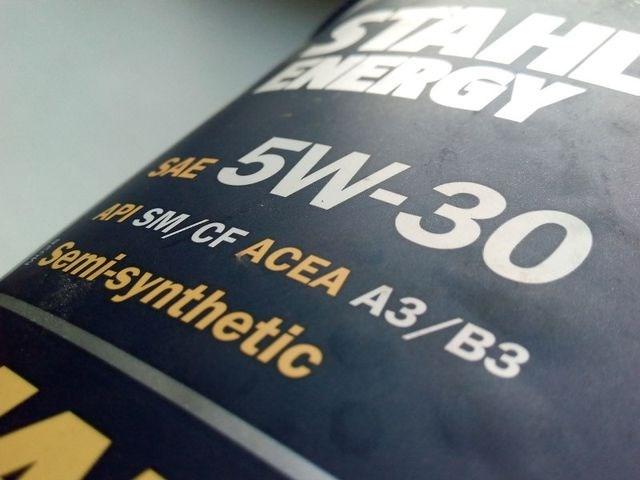 STAHL
ENERGY
SAE 5W-30
API SM/CF ACEA A3/B3
Semi-synthetic